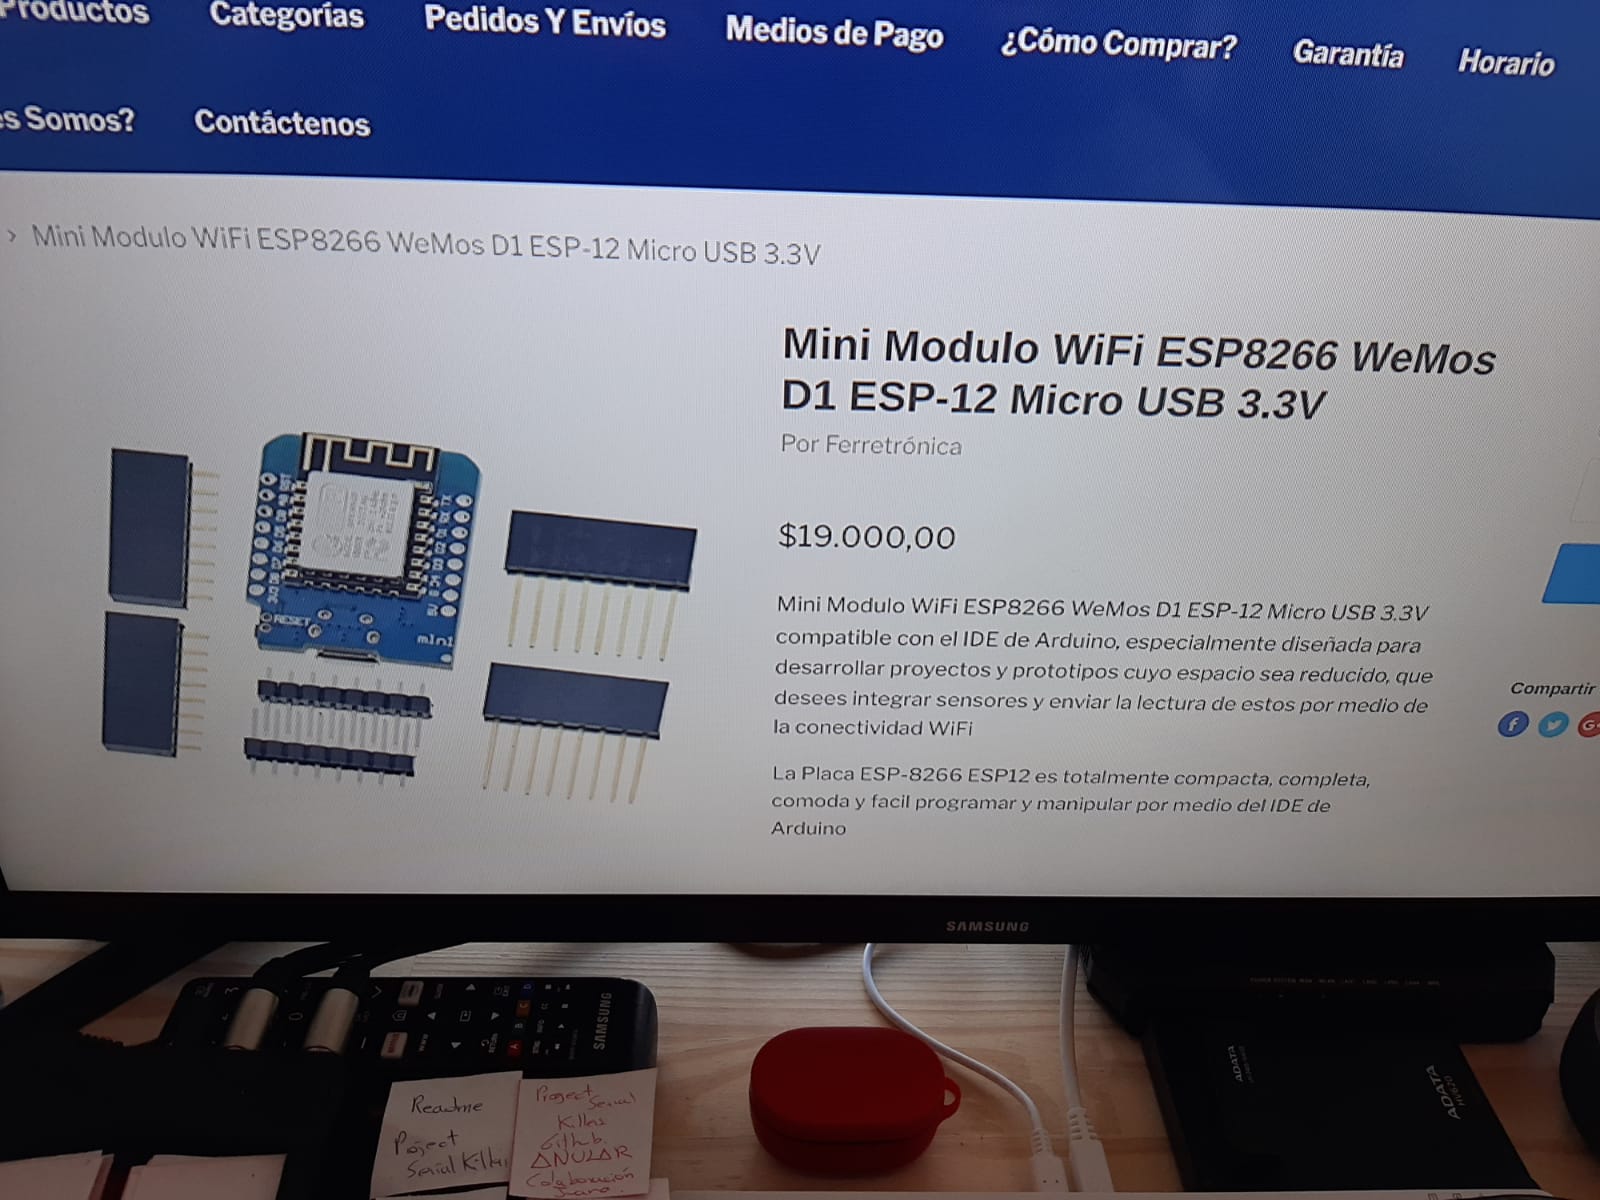 Productos Categorías Pedidos Y Envíos Medios de Pago ¿Cómo Comprar? Garantía Horario
es Somos? Contáctenos
› Mini Modulo WiFi ESP8266 WeMos D1 ESP-12 Micro USB 3.3V
Mini Modulo WiFi ESP8266 WeMos
D1 ESP-12 Micro USB 3.3V
Por Ferretrónica
$19.000,00
Mini Modulo WiFi ESP8266 WeMos D1 ESP-12 Micro USB 3.3V
compatible con el IDE de Arduino, especialmente diseñada para
desarrollar proyectos y prototipos cuyo espacio sea reducido, que
desees integrar sensores y enviar la lectura de estos por medio de
la conectividad WiFi
La Placa ESP-8266 ESP12 es totalmente compacta, completa,
comoda y facil programar y manipular por medio del IDE de
Arduino
Compartir
RESET
mini
SAMSUNG
SAMSUNG
ADATA
ADATA
HV620
Readme
Project
Serial Killer
Project
Serial
Killers
Github
ANULAR
Colaboración